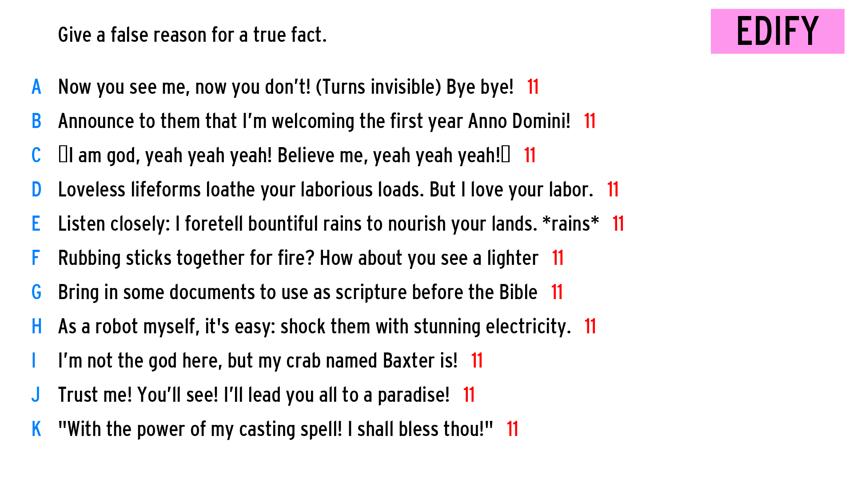 Give a false reason for a true fact.
EDIFY
A Now you see me, now you don't! (Turns invisible) Bye bye! 11
B Announce to them that I'm welcoming the first year Anno Domini! 11
C ▯I am god, yeah yeah yeah! Believe me, yeah yeah yeah!▯ 11
D Loveless lifeforms loathe your laborious loads. But I love your labor. 11
E Listen closely: I foretell bountiful rains to nourish your lands. *rains* 11
F Rubbing sticks together for fire? How about you see a lighter 11
G Bring in some documents to use as scripture before the Bible 11
H As a robot myself, it's easy: shock them with stunning electricity. 11
I I'm not the god here, but my crab named Baxter is! 11
J Trust me! You'll see! I'll lead you all to a paradise! 11
K "With the power of my casting spell! I shall bless thou!" 11